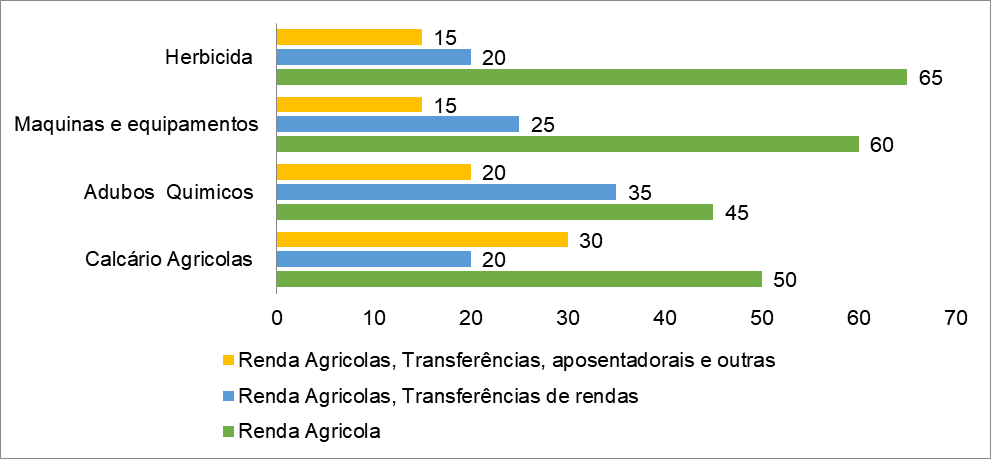 15
Herbicida 20
65
15
Maquinas e equipamentos 25
60
20
Adubos Quimicos 35
45
30
Calcário Agricolas 20
50
0 10 20 30 40 50 60 70
Renda Agricolas, Transferências, aposentadorais e outras
Renda Agricolas, Transferências de rendas
Renda Agricola